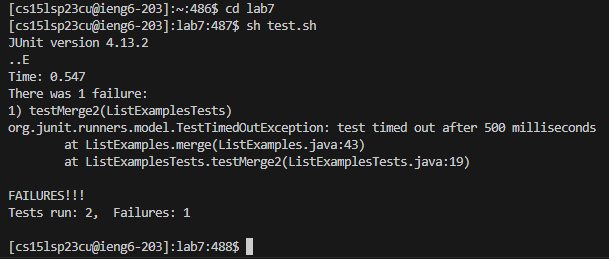 [cs15lsp23cu@ieng6-203]:~:486$ cd lab7
[cs15lsp23cu@ieng6-203]:lab7:487$ sh test.sh
JUnit version 4.13.2
..E
Time: 0.547
There was 1 failure:
1) testMerge2(ListExamplesTests)
org.junit.runners.model.TestTimedOutException: test timed out after 500 milliseconds
        at ListExamples.merge(ListExamples.java:43)
        at ListExamplesTests.testMerge2(ListExamplesTests.java:19)
FAILURES!!!
Tests run: 2,  Failures: 1
[cs15lsp23cu@ieng6-203]:lab7:488$